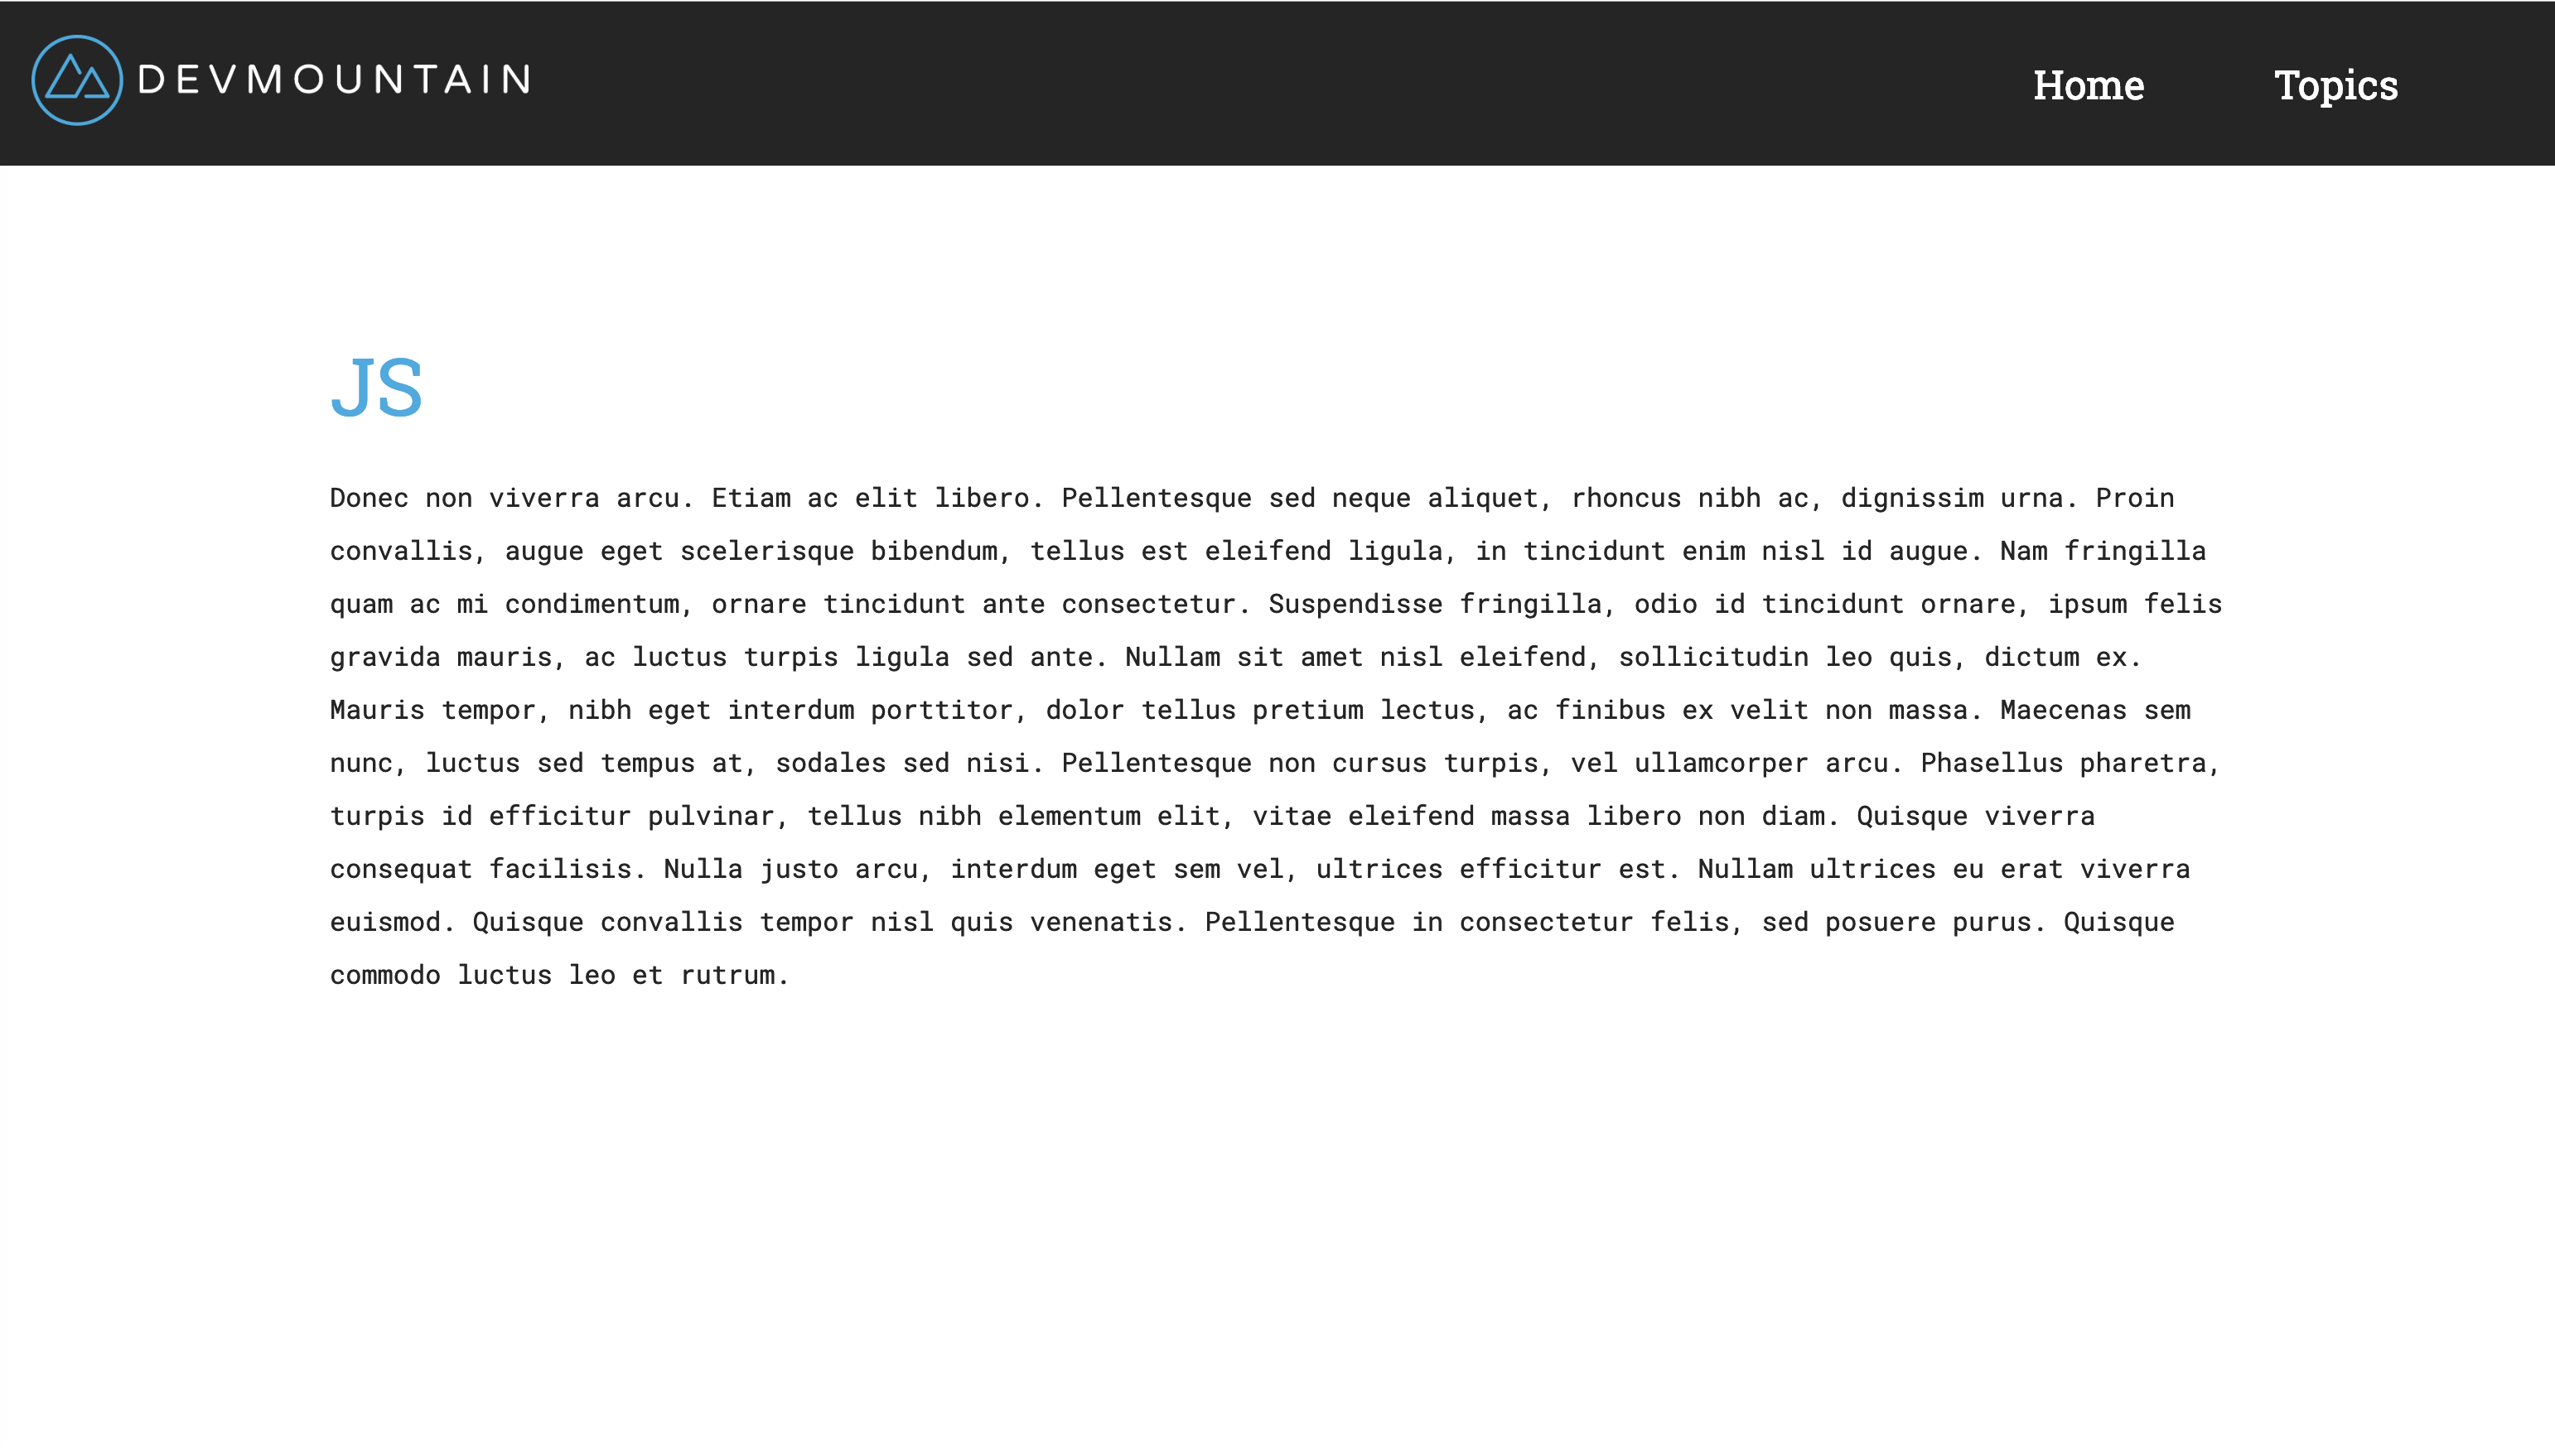 DEVMOUNTAIN
Home Topics
JS
Donec non viverra arcu. Etiam ac elit libero. Pellentesque sed neque aliquet, rhoncus nibh ac, dignissim urna. Proin
convallis, augue eget scelerisque bibendum, tellus est eleifend ligula, in tincidunt enim nisl id augue. Nam fringilla
quam ac mi condimentum, ornare tincidunt ante consectetur. Suspendisse fringilla, odio id tincidunt ornare, ipsum felis
gravida mauris, ac luctus turpis ligula sed ante. Nullam sit amet nisl eleifend, sollicitudin leo quis, dictum ex.
Mauris tempor, nibh eget interdum porttitor, dolor tellus pretium lectus, ac finibus ex velit non massa. Maecenas sem
nunc, luctus sed tempus at, sodales sed nisi. Pellentesque non cursus turpis, vel ullamcorper arcu. Phasellus pharetra,
turpis id efficitur pulvinar, tellus nibh elementum elit, vitae eleifend massa libero non diam. Quisque viverra
consequat facilisis. Nulla justo arcu, interdum eget sem vel, ultrices efficitur est. Nullam ultrices eu erat viverra
euismod. Quisque convallis tempor nisl quis venenatis. Pellentesque in consectetur felis, sed posuere purus. Quisque
commodo luctus leo et rutrum.